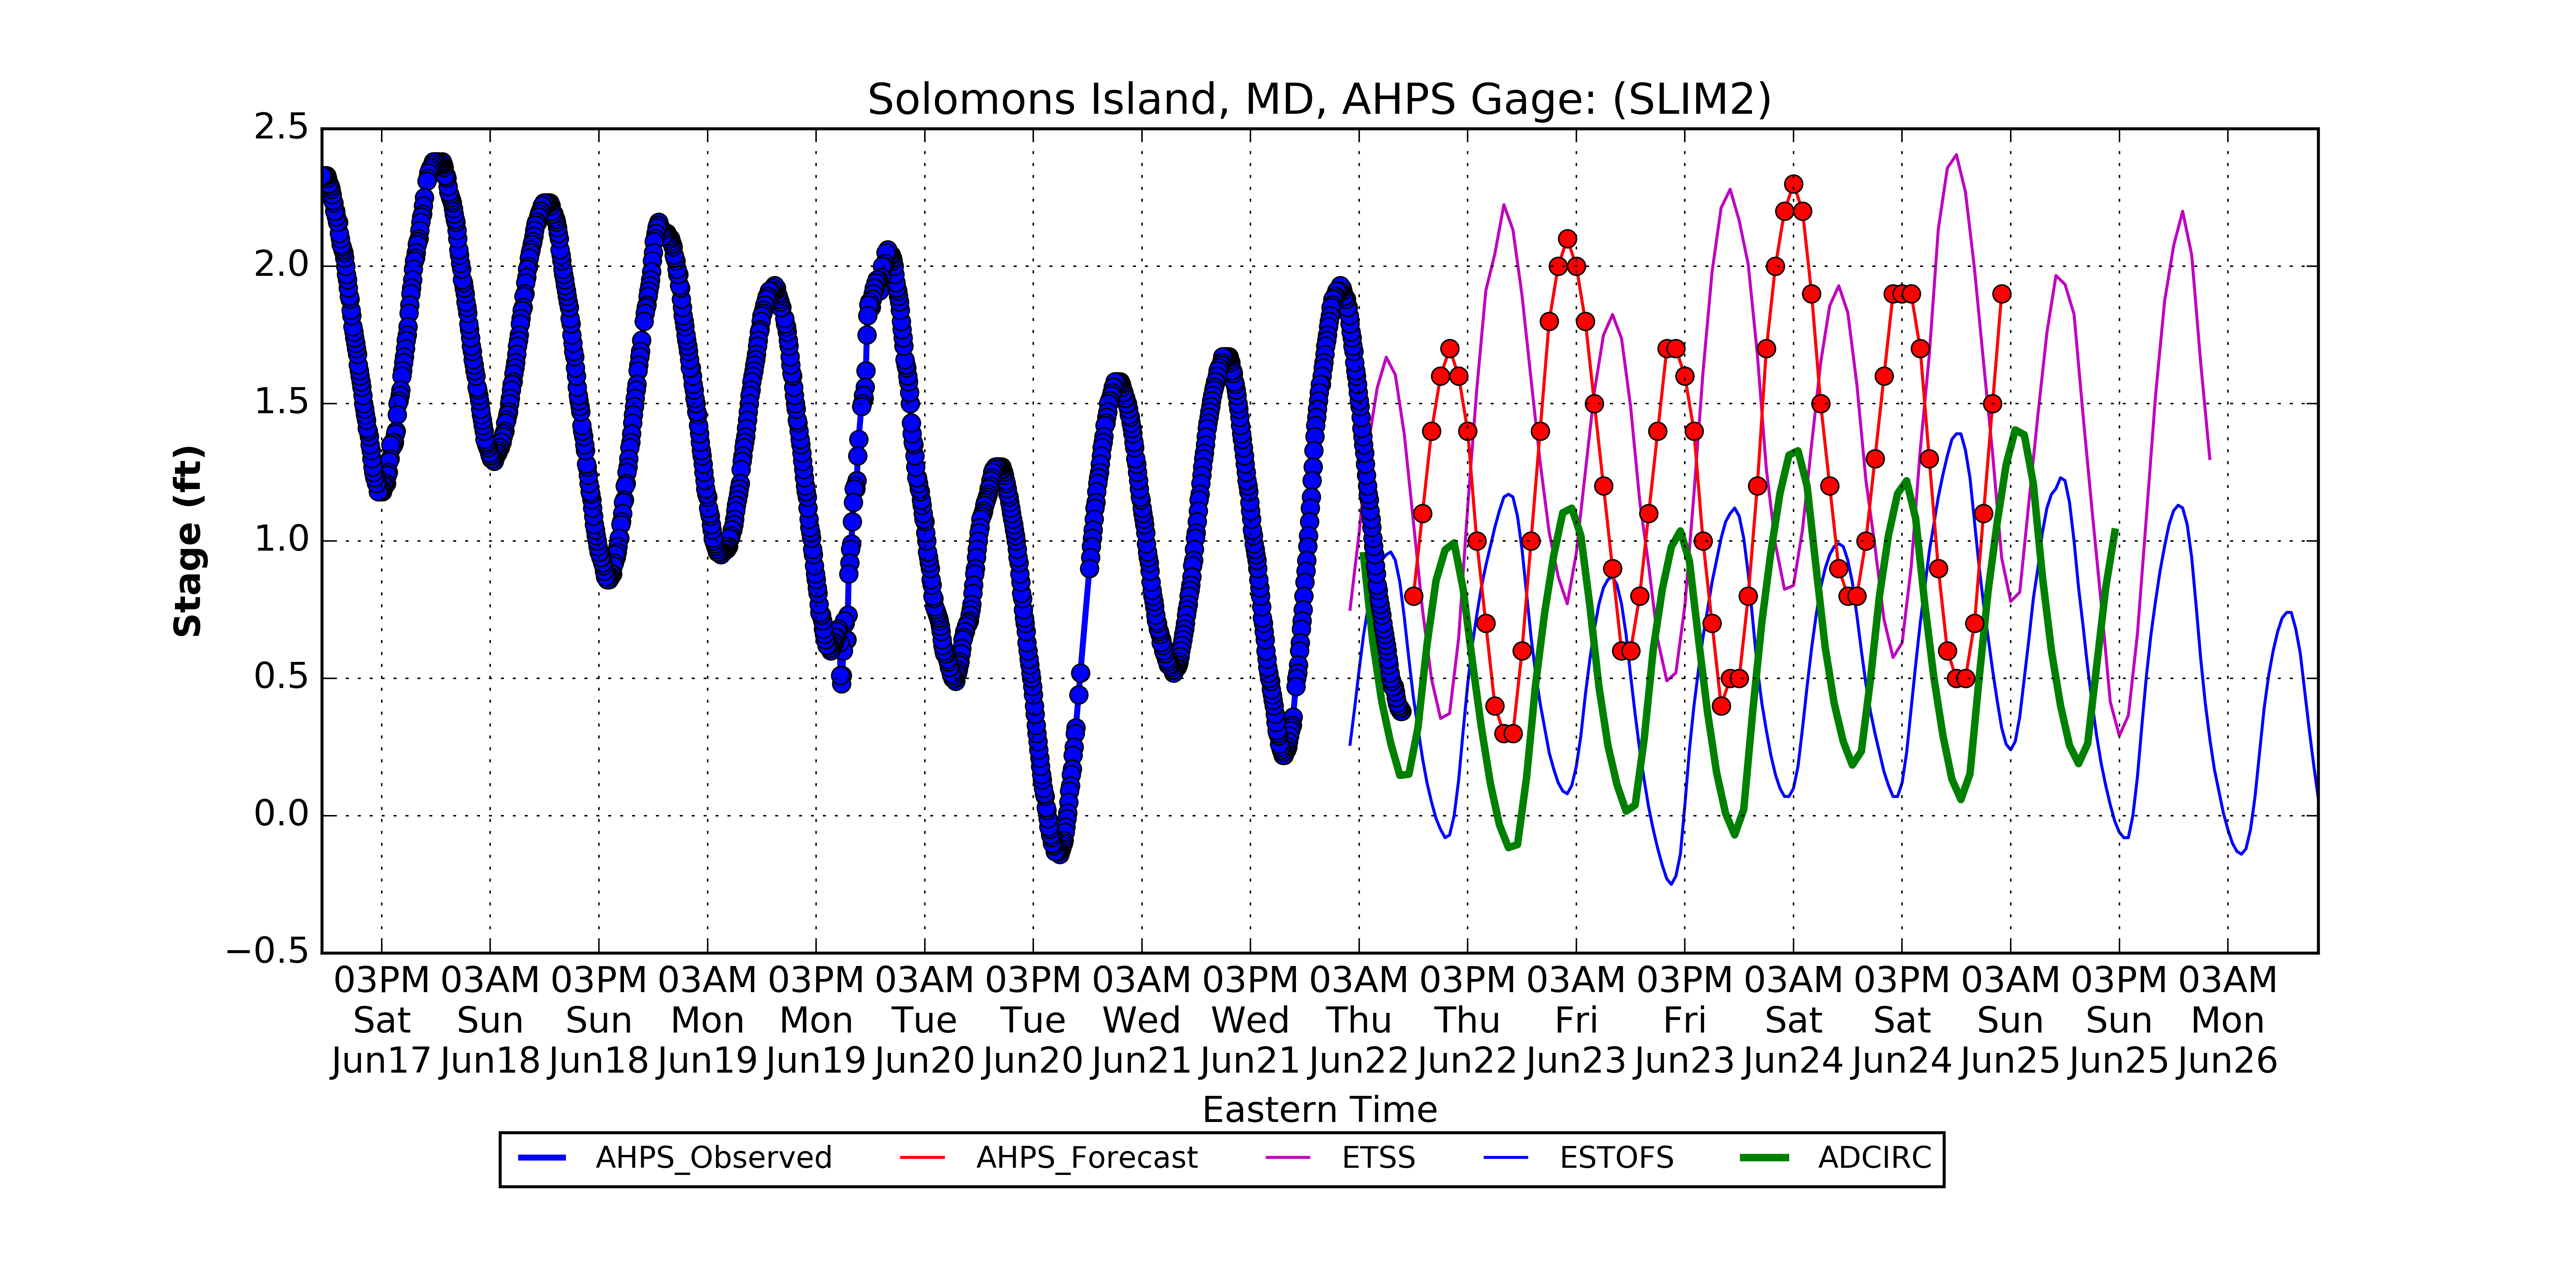 Solomons Island, MD, AHPS Gage: (SLIM2)
2.5
2.0
1.5
1.0
0.5
0.0
−0.5
Stage (ft)
03PM 03AM 03PM 03AM 03PM 03AM 03PM 03AM 03PM 03AM 03PM 03AM 03PM 03AM 03PM 03AM 03PM 03AM
Sat Sun Sun Mon Mon Tue Tue Wed Wed Thu Thu Fri Fri Sat Sat Sun Sun Mon
Jun17 Jun18 Jun18 Jun19 Jun19 Jun20 Jun20 Jun21 Jun21 Jun22 Jun22 Jun23 Jun23 Jun24 Jun24 Jun25 Jun25 Jun26
Eastern Time
AHPS_Observed AHPS_Forecast ETSS ESTOFS ADCIRC